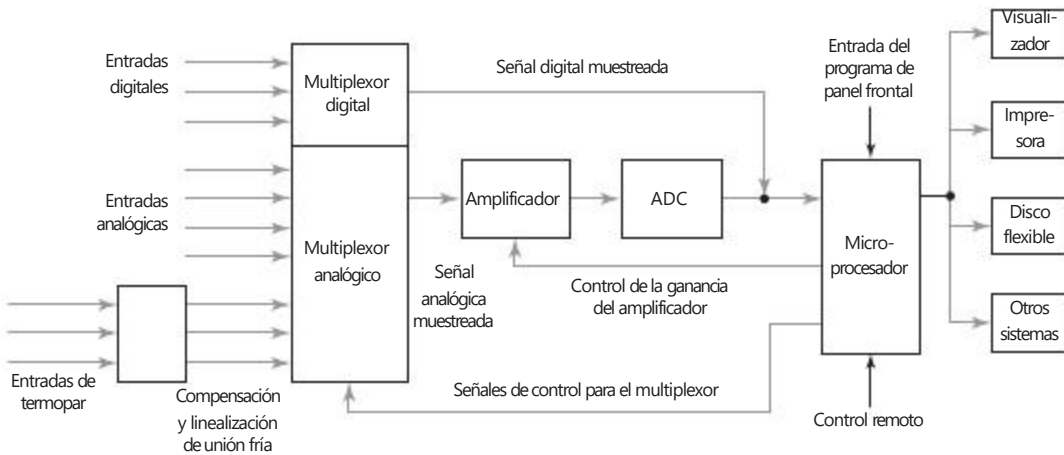 Entradas
digitales
Multiplexor
digital
Señal digital muestreada
Entrada del
programa de
panel frontal
Visuali-
zador
Impre-
sora
Entradas
analógicas
Multiplexor
analógico
Amplificador
ADC
Micro-
procesador
Disco
flexible
Señal
analógica
muestreada
Control de la ganancia
del amplificador
Otros
sistemas
Entradas de
termopar
Compensación
y linealización
de unión fría
Señales de control para el multiplexor
Control remoto